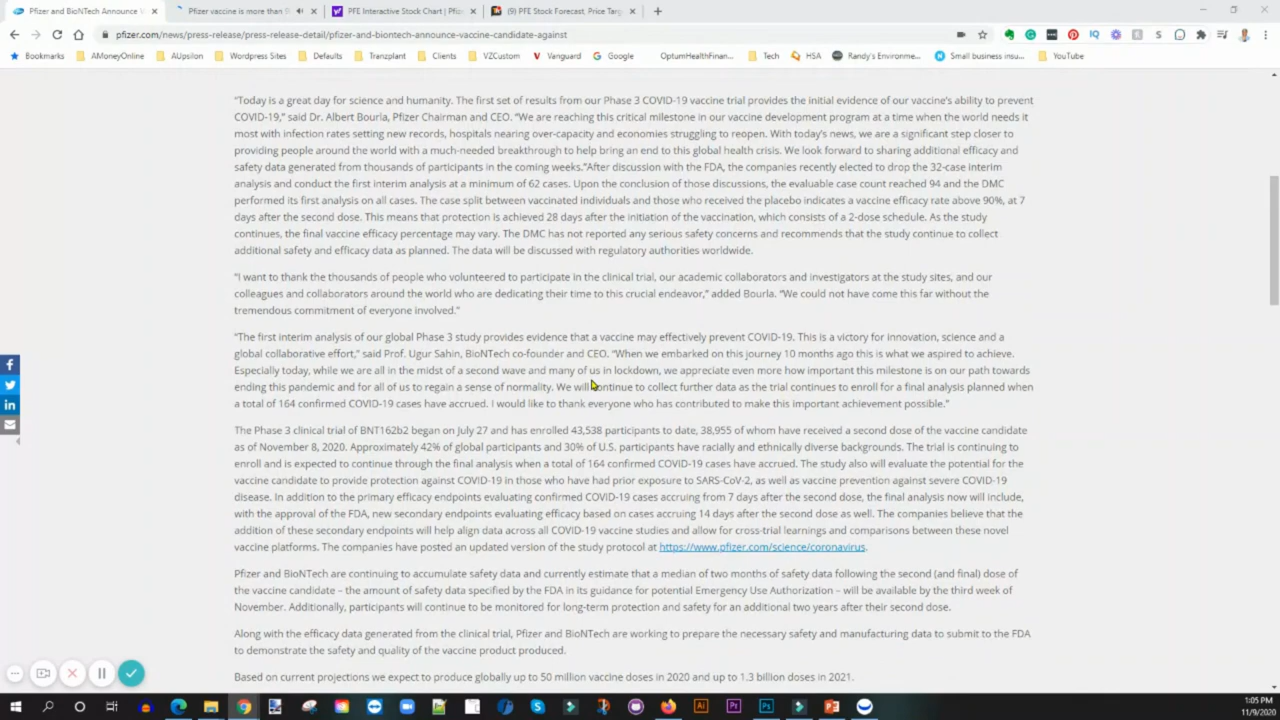 Pfizer and BioNTech Announce V
Pfizer vaccine is more than 9
PFE Interactive Stock Chart | Pfiz
(9) PFE Stock Forecast, Price Targ
pfizer.com/news/press-release/press-release-detail/pfizer-and-biontech-announce-vaccine-candidate-against
Bookmarks AMoneyOnline AUpsilon Wordpress Sites Defaults Tranzplant Clients VZCustom Vanguard Google OptumHealthFinan... Tech HSA Randy's Environme... Small business insu... YouTube
"Today is a great day for science and humanity. The first set of results from our Phase 3 COVID-19 vaccine trial provides the initial evidence of our vaccine's ability to prevent
COVID-19," said Dr. Albert Bourla, Pfizer Chairman and CEO. "We are reaching this critical milestone in our vaccine development program at a time when the world needs it
most with infection rates setting new records, hospitals nearing over-capacity and economies struggling to reopen. With today's news, we are a significant step closer to
providing people around the world with a much-needed breakthrough to help bring an end to this global health crisis. We look forward to sharing additional efficacy and
safety data generated from thousands of participants in the coming weeks."After discussion with the FDA, the companies recently elected to drop the 32-case interim
analysis and conduct the first interim analysis at a minimum of 62 cases. Upon the conclusion of those discussions, the evaluable case count reached 94 and the DMC
performed its first analysis on all cases. The case split between vaccinated individuals and those who received the placebo indicates a vaccine efficacy rate above 90%, at 7
days after the second dose. This means that protection is achieved 28 days after the initiation of the vaccination, which consists of a 2-dose schedule. As the study
continues, the final vaccine efficacy percentage may vary. The DMC has not reported any serious safety concerns and recommends that the study continue to collect
additional safety and efficacy data as planned. The data will be discussed with regulatory authorities worldwide.
"I want to thank the thousands of people who volunteered to participate in the clinical trial, our academic collaborators and investigators at the study sites, and our
colleagues and collaborators around the world who are dedicating their time to this crucial endeavor," added Bourla. "We could not have come this far without the
tremendous commitment of everyone involved."
"The first interim analysis of our global Phase 3 study provides evidence that a vaccine may effectively prevent COVID-19. This is a victory for innovation, science and a
global collaborative effort," said Prof. Ugur Sahin, BioNTech co-founder and CEO. "When we embarked on this journey 10 months ago this is what we aspired to achieve.
Especially today, while we are all in the midst of a second wave and many of us in lockdown, we appreciate even more how important this milestone is on our path towards
ending this pandemic and for all of us to regain a sense of normality. We will continue to collect further data as the trial continues to enroll for a final analysis planned when
a total of 164 confirmed COVID-19 cases have accrued. I would like to thank everyone who has contributed to make this important achievement possible."
The Phase 3 clinical trial of BNT162b2 began on July 27 and has enrolled 43,538 participants to date, 38,955 of whom have received a second dose of the vaccine candidate
as of November 8, 2020. Approximately 42% of global participants and 30% of U.S. participants have racially and ethnically diverse backgrounds. The trial is continuing to
enroll and is expected to continue through the final analysis when a total of 164 confirmed COVID-19 cases have accrued. The study also will evaluate the potential for the
vaccine candidate to provide protection against COVID-19 in those who have had prior exposure to SARS-CoV-2, as well as vaccine prevention against severe COVID-19
disease. In addition to the primary efficacy endpoints evaluating confirmed COVID-19 cases accruing from 7 days after the second dose, the final analysis now will include,
with the approval of the FDA, new secondary endpoints evaluating efficacy based on cases accruing 14 days after the second dose as well. The companies believe that the
addition of these secondary endpoints will help align data across all COVID-19 vaccine studies and allow for cross-trial learnings and comparisons between these novel
vaccine platforms. The companies have posted an updated version of the study protocol at https://www.pfizer.com/science/coronavirus.
Pfizer and BioNTech are continuing to accumulate safety data and currently estimate that a median of two months of safety data following the second (and final) dose of
the vaccine candidate – the amount of safety data specified by the FDA in its guidance for potential Emergency Use Authorization – will be available by the third week of
November. Additionally, participants will continue to be monitored for long-term protection and safety for an additional two years after their second dose.
Along with the efficacy data generated from the clinical trial, Pfizer and BioNTech are working to prepare the necessary safety and manufacturing data to submit to the FDA
to demonstrate the safety and quality of the vaccine product produced.
Based on current projections we expect to produce globally up to 50 million vaccine doses in 2020 and up to 1.3 billion doses in 2021.
1:05 PM
11/9/2020